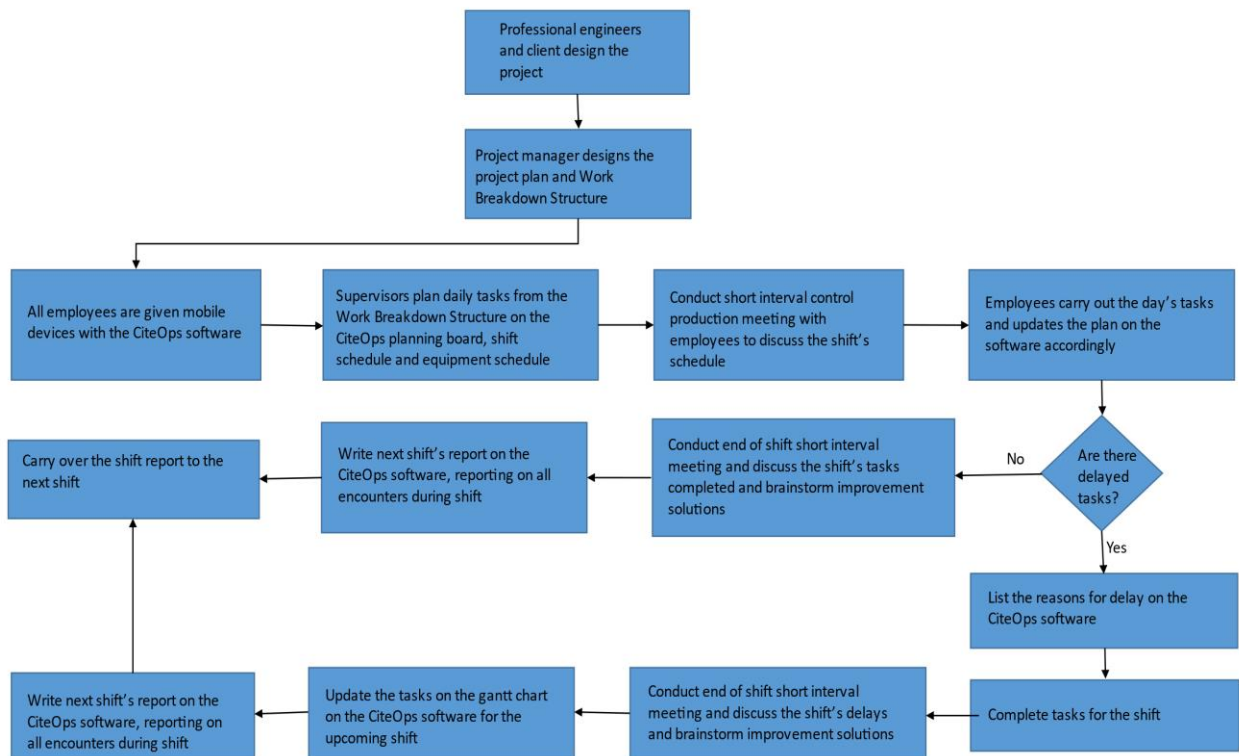 Professional engineers
and client design the
project
Project manager designs the
project plan and Work
Breakdown Structure
All employees are given mobile
devices with the CiteOps software
Supervisors plan daily tasks from the
Work Breakdown Structure on the
CiteOps planning board, shift
schedule and equipment schedule
Conduct short interval control
production meeting with
employees to discuss the shift's
schedule
Employees carry out the day's tasks
and updates the plan on the
software accordingly
Are there
delayed
tasks?
No
Conduct end of shift short interval
meeting and discuss the shift's tasks
completed and brainstorm improvement
solutions
Write next shift's report on the
CiteOps software, reporting on all
encounters during shift
Carry over the shift report to the
next shift
Yes
List the reasons for delay on the
CiteOps software
Complete tasks for the shift
Conduct end of shift short interval
meeting and discuss the shift's delays
and brainstorm improvement solutions
Update the tasks on the gantt chart
on the CiteOps software for the
upcoming shift
Write next shift's report on the
CiteOps software, reporting on
all encounters during shift